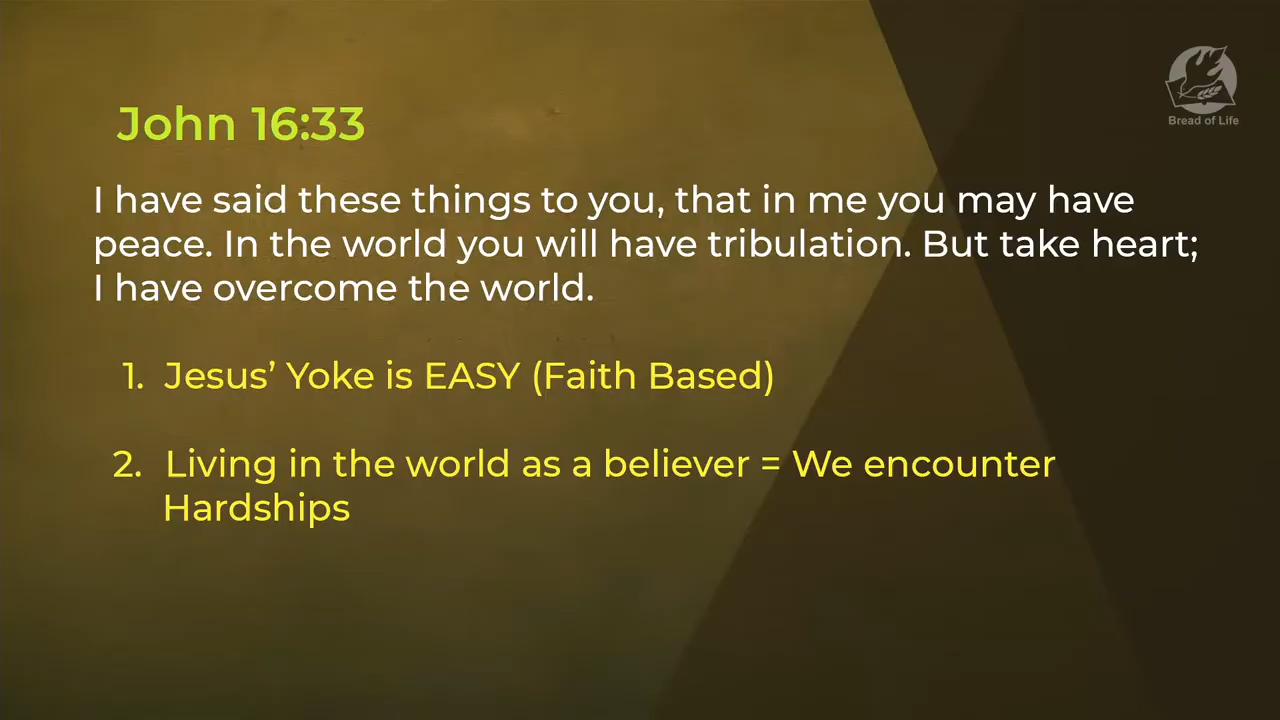 Bread of Life
John 16:33
I have said these things to you, that in me you may have
peace. In the world you will have tribulation. But take heart;
I have overcome the world.
1. Jesus’ Yoke is EASY (Faith Based)
2. Living in the world as a believer = We encounter
Hardships